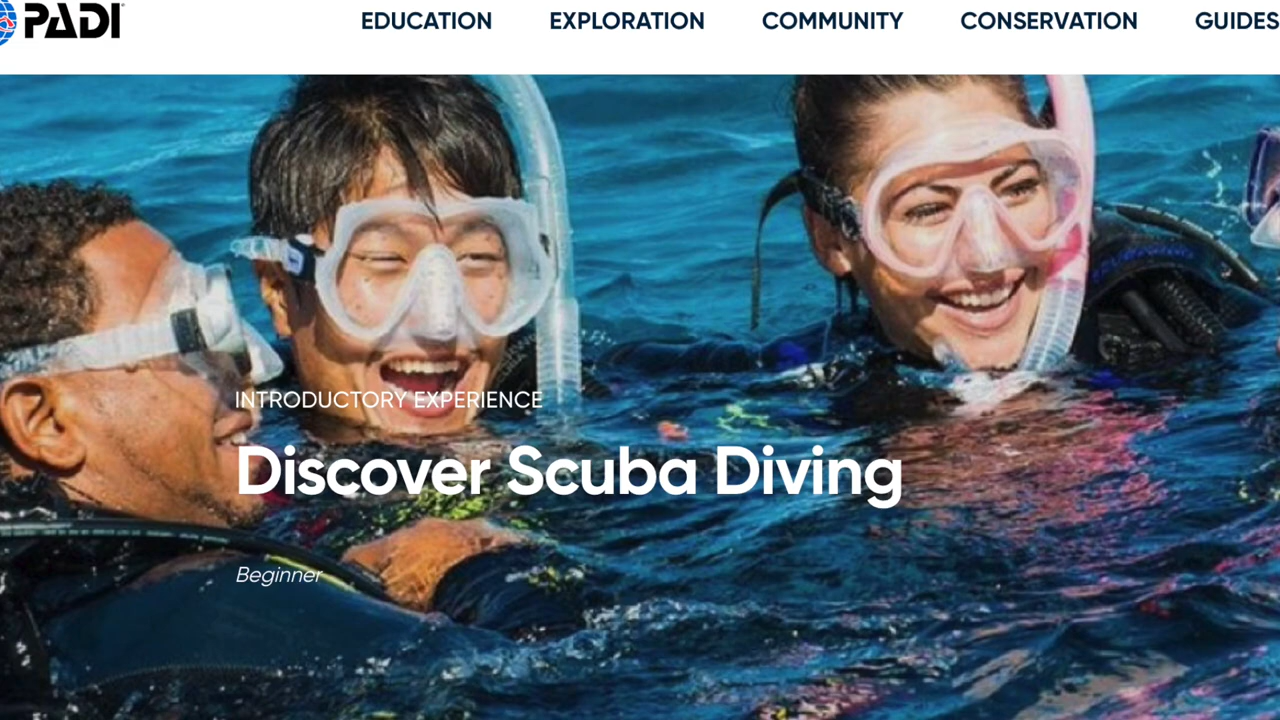 PADI
EDUCATION EXPLORATION COMMUNITY CONSERVATION GUIDES
INTRODUCTORY EXPERIENCE
Discover Scuba Diving
Beginner